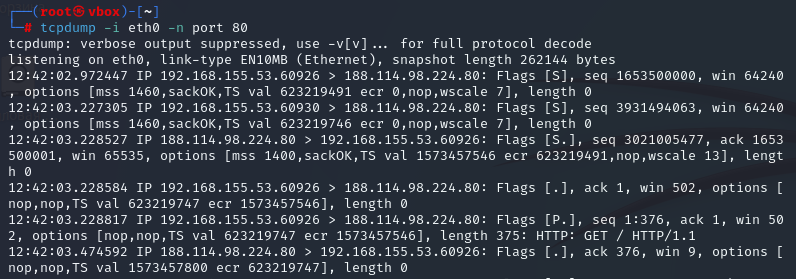 ┌──(root㉿vbox)-[~]
└─# tcpdump -i eth0 -n port 80
tcpdump: verbose output suppressed, use -v[v]... for full protocol decode
listening on eth0, link-type EN10MB (Ethernet), snapshot length 262144 bytes
12:42:02.972447 IP 192.168.155.53.60926 > 188.114.98.224.80: Flags [S], seq 1653500000, win 64240
, options [mss 1460,sackOK,TS val 623219491 ecr 0,nop,wscale 7], length 0
12:42:03.227305 IP 192.168.155.53.60930 > 188.114.98.224.80: Flags [S], seq 3931494063, win 64240
, options [mss 1460,sackOK,TS val 623219746 ecr 0,nop,wscale 7], length 0
12:42:03.228527 IP 188.114.98.224.80 > 192.168.155.53.60926: Flags [S.], seq 3021005477, ack 1653
500001, win 65535, options [mss 1400,sackOK,TS val 1573457546 ecr 623219491,nop,wscale 13], lengt
h 0
12:42:03.228584 IP 192.168.155.53.60926 > 188.114.98.224.80: Flags [.], ack 1, win 502, options [
nop,nop,TS val 623219747 ecr 1573457546], length 0
12:42:03.228817 IP 192.168.155.53.60926 > 188.114.98.224.80: Flags [P.], seq 1:376, ack 1, win 50
2, options [nop,nop,TS val 623219747 ecr 1573457546], length 375: HTTP: GET / HTTP/1.1
12:42:03.474592 IP 188.114.98.224.80 > 192.168.155.53.60926: Flags [.], ack 376, win 9, options [
nop,nop,TS val 1573457800 ecr 623219747], length 0